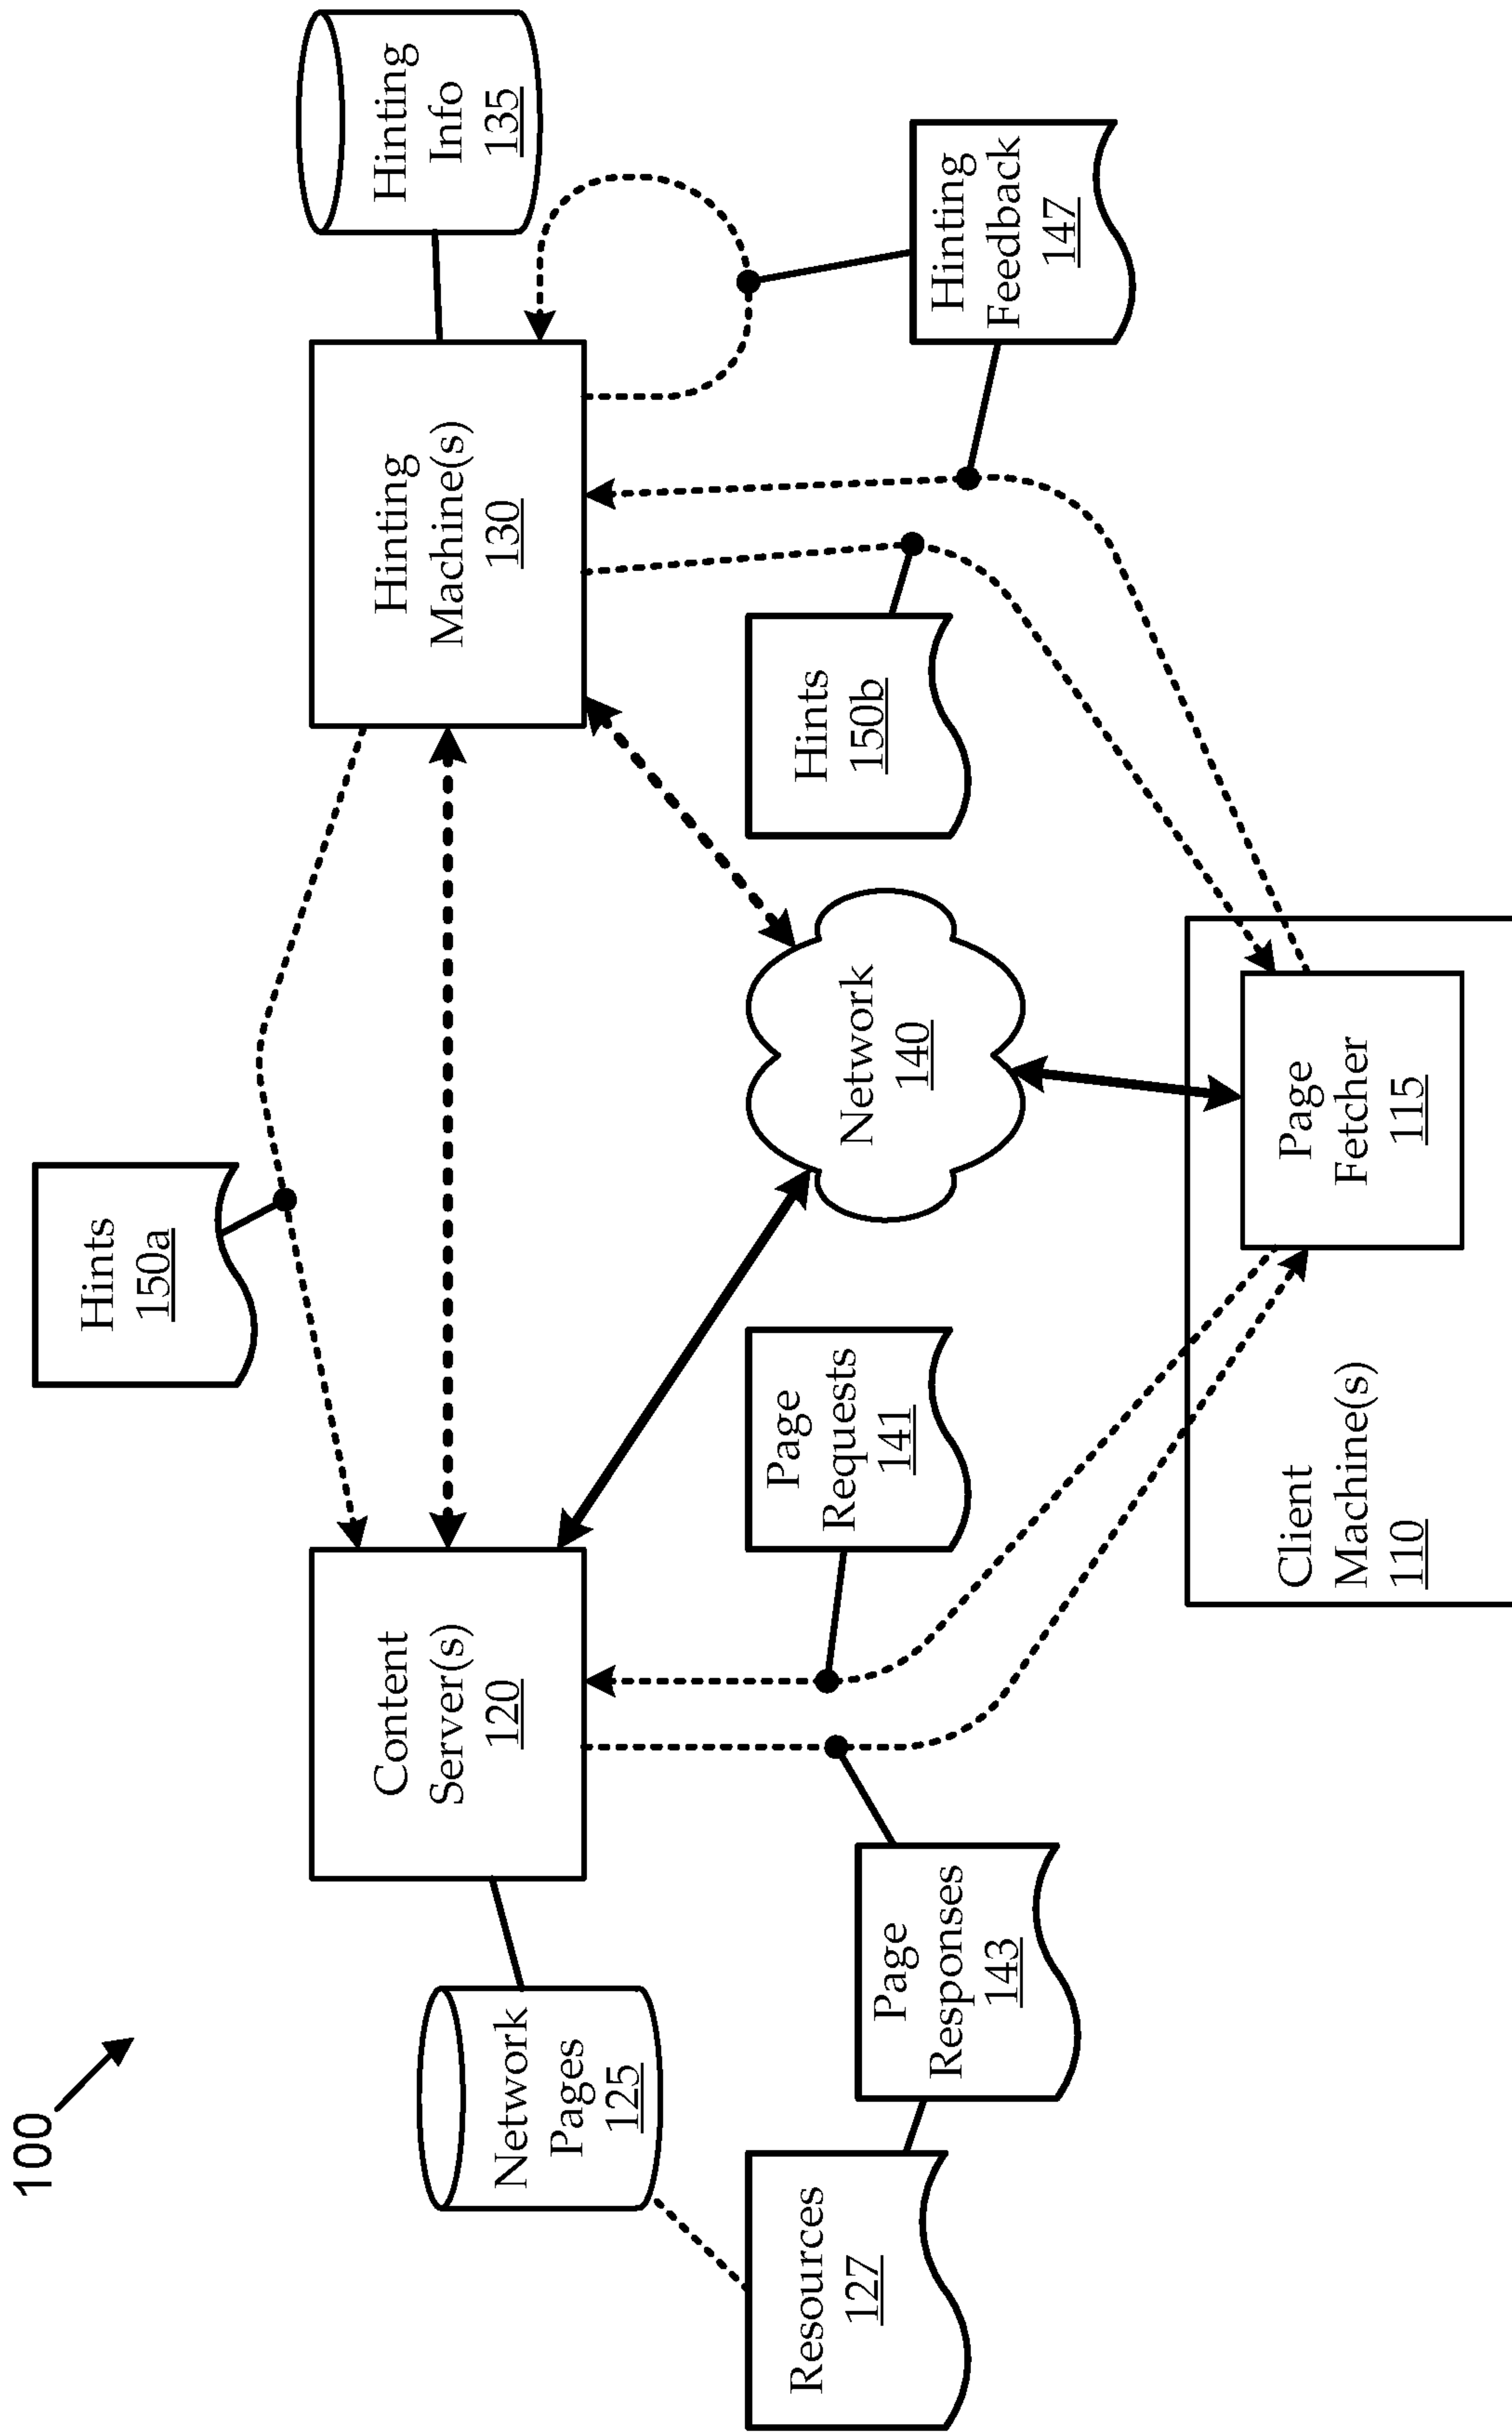 100
Hints
150a
Hinting
Info
135
Content
Server(s)
120
Hinting
Machine(s)
130
Network
Pages
125
Resources
127
Page
Responses
143
Page
Requests
141
Network
140
Hints
150b
Hinting
Feedback
147
Client
Machine(s)
110
Page
Fetcher
115